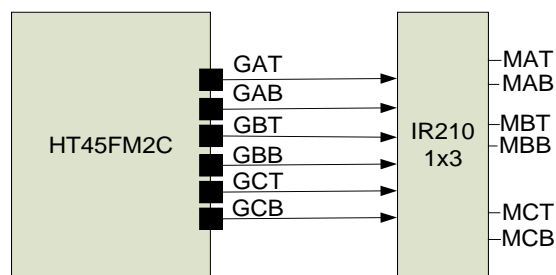 HT45FM2C
GAT
GAB
GBT
GBB
GCT
GCB
IR210
1x3
MAT
MAB
MBT
MBB
MCT
MCB